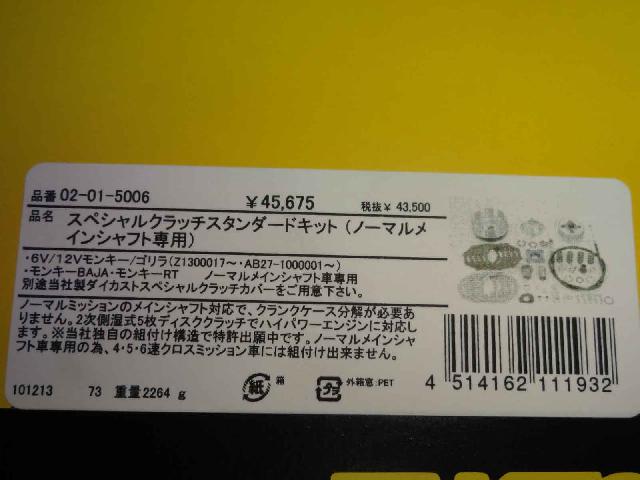 品番 02-01-5006 ￥45,675 税抜￥43,500
品名 スペシャルクラッチスタンダードキット(ノーマルメ
インシャフト専用)
・6V/12Vモンキー/ゴリラ(Z1300017～・AB27-1000001～)
・モンキーBAJA・モンキーRT ノーマルメインシャフト車専用
別途当社製ダイカストスペシャルクラッチカバーをご用意下さい。
ノーマルミッションのメインシャフト対応で、クランクケース分解が必要あ
りません。2次側湿式5枚ディスククラッチでハイパワーエンジンに対応し
ます。※当社独自の組付け構造で特許出願中です。ノーマルメインシャ
フト車専用の為、4・5・6速クロスミッション車には組付け出来ません。
101213 73 重量2264 g 紙 箱 プラ 外箱窓:PET
4 514162 111932